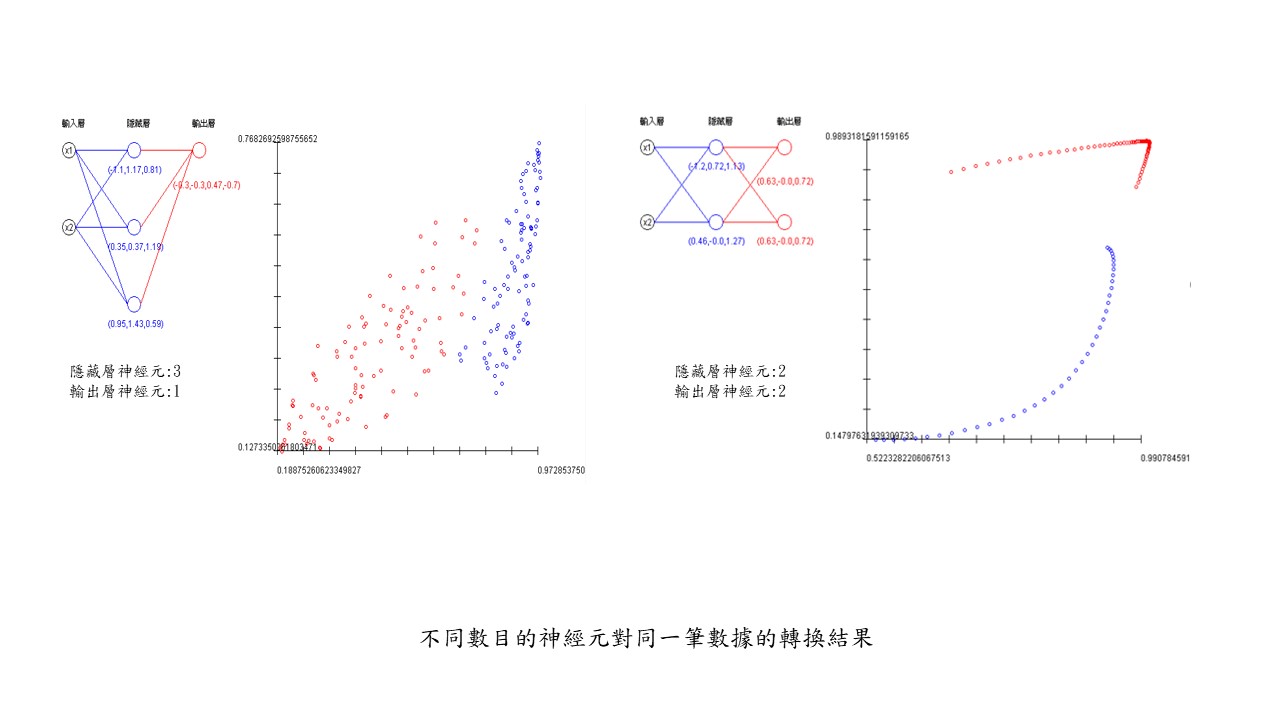 輸入層 隱藏層 輸出層
x1
(-1.1,1.17,0.81)
(-0.3,-0.3,0.47,-0.7)
x2
(0.35,0.37,1.19)
(0.95,1.43,0.59)
隱藏層神經元:3
輸出層神經元:1
0.7682692598755652
0.18875260623349827
0.972853750
輸入層 隱藏層 輸出層
x1
(-1.2,0.72,1.13)
(0.63,-0.0,0.72)
x2
(0.46,-0.0,1.27) (0.63,-0.0,0.72)
隱藏層神經元:2
輸出層神經元:2
0.9893181591159165
0.14797631939309733
0.5223282206067513
0.990784591
不同數目的神經元對同一筆數據的轉換結果